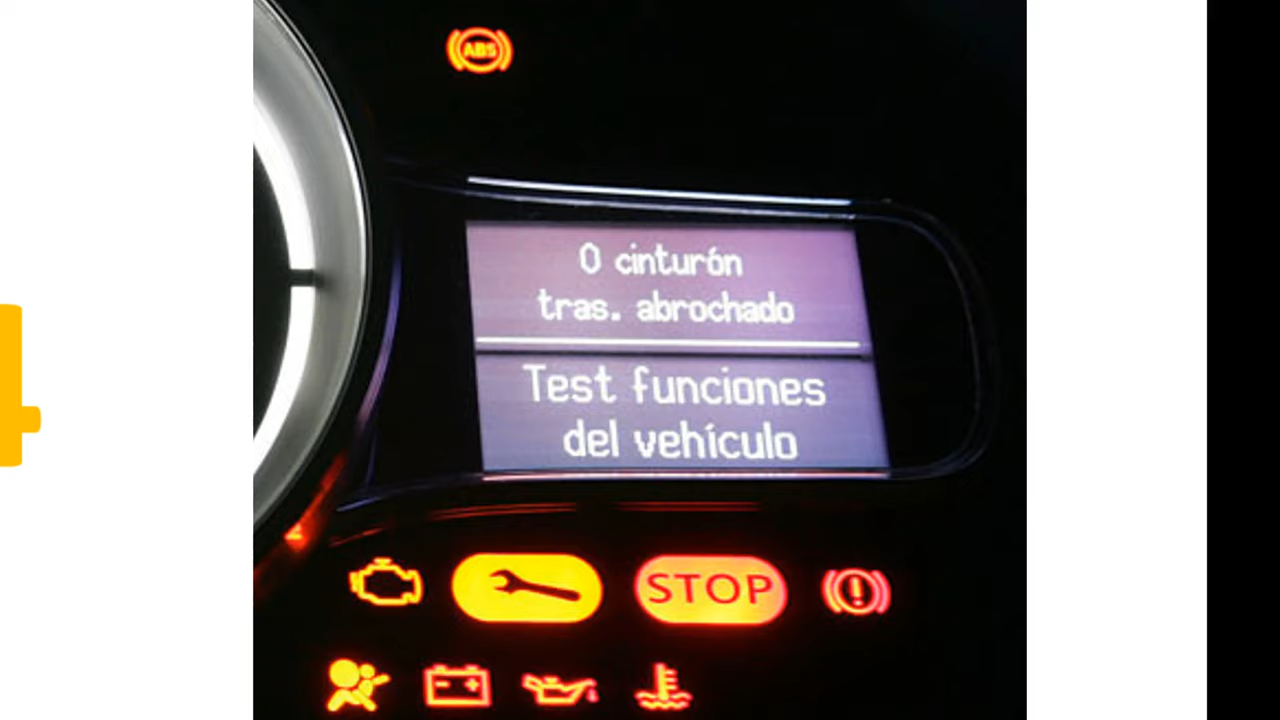 ABS
0 cinturón
tras. abrochado
Test funciones
del vehículo
STOP